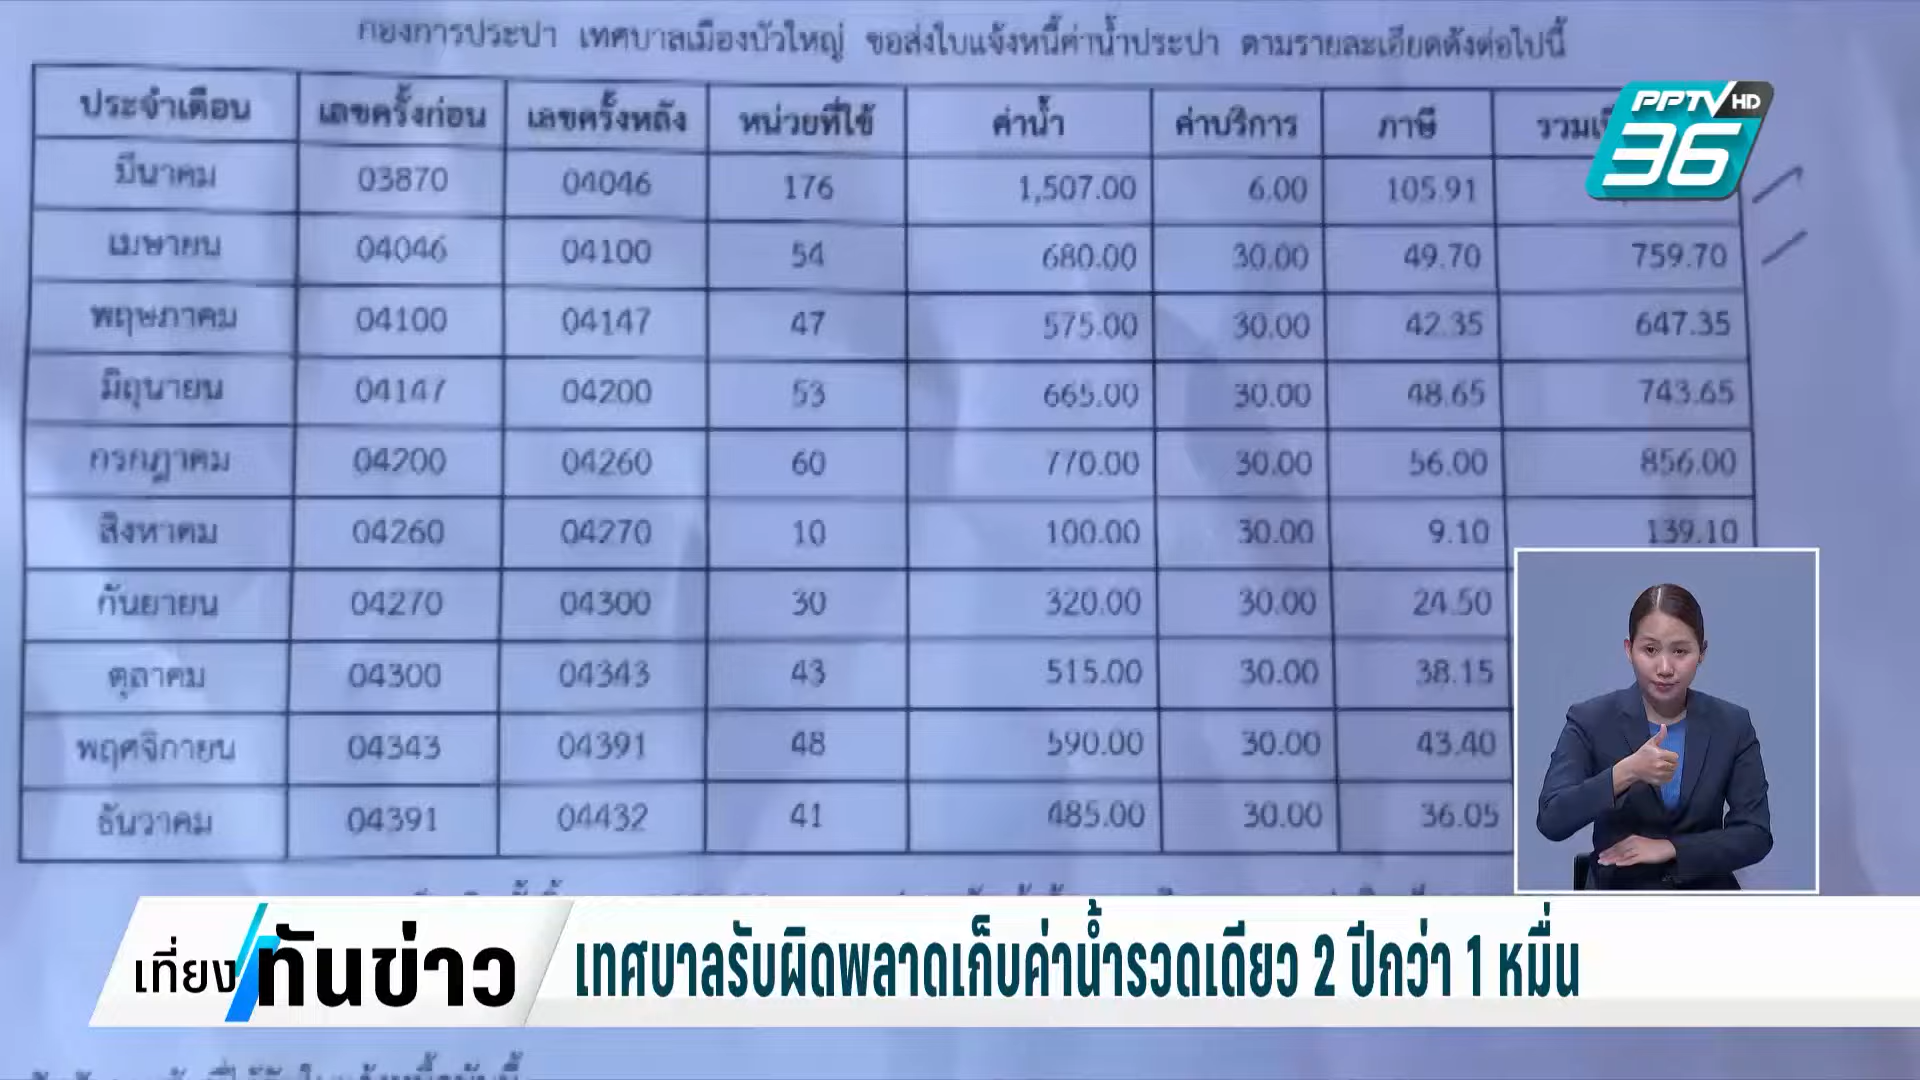 กองการประปา เทศบาลเมืองบัวใหญ่ ขอส่งใบแจ้งหนี้ค่าน้ำประปา ตามรายละเอียดดังต่อไปนี้
PPTV HD
36
ประจำเดือน เลขครั้งก่อน เลขครั้งหลัง หน่วยที่ใช้ ค่าน้ำ ค่าบริการ ภาษี
มีนาคม 03870 04046 176 1,507.00 6.00 105.91
เมษายน 04046 04100 54 680.00 30.00 49.70 759.70
พฤษภาคม 04100 04147 47 575.00 30.00 42.35 647.35
มิถุนายน 04147 04200 53 665.00 30.00 48.65 743.65
กรกฎาคม 04200 04260 60 770.00 30.00 56.00 856.00
สิงหาคม 04260 04270 10 100.00 30.00 9.10 139.10
กันยายน 04270 04300 30 320.00 30.00 24.50
ตุลาคม 04300 04343 43 515.00 30.00 38.15
พฤศจิกายน 04343 04391 48 590.00 30.00 43.40
ธันวาคม 04391 04432 41 485.00 30.00 36.05
เที่ยงทันข่าว
เทศบาลรับผิดพลาดเก็บค่าน้ำรวดเดียว 2 ปีกว่า 1 หมื่น